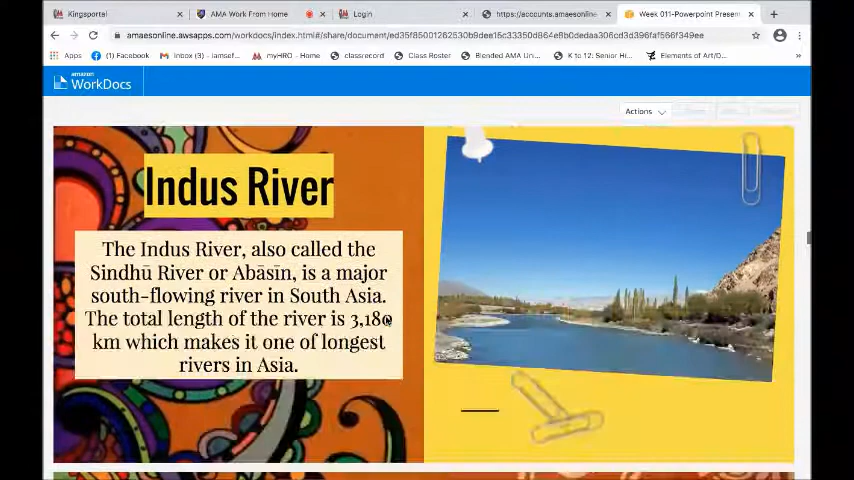 Kingsportal
AMA Work From Home
Login
https://accounts.amaesonline
Week 011-Powerpoint Present
amaesonline.awsapps.com/workdocs/index.html#/share/document/ed35f85001262530b9dee15c33350d864e8b0dedaa306cd3d396faf566f349ee
Apps
(1) Facebook
Inbox (3) - iamsof...
myHRO - Home
classrecord
Class Roster
Blended AMA Uni...
K to 12: Senior Hi...
Elements of Art/D...
»
amazon
WorkDocs
Actions
Indus River
The Indus River, also called the
Sindhū River or Abāsīn, is a major
south-flowing river in South Asia.
The total length of the river is 3,180
km which makes it one of longest
rivers in Asia.